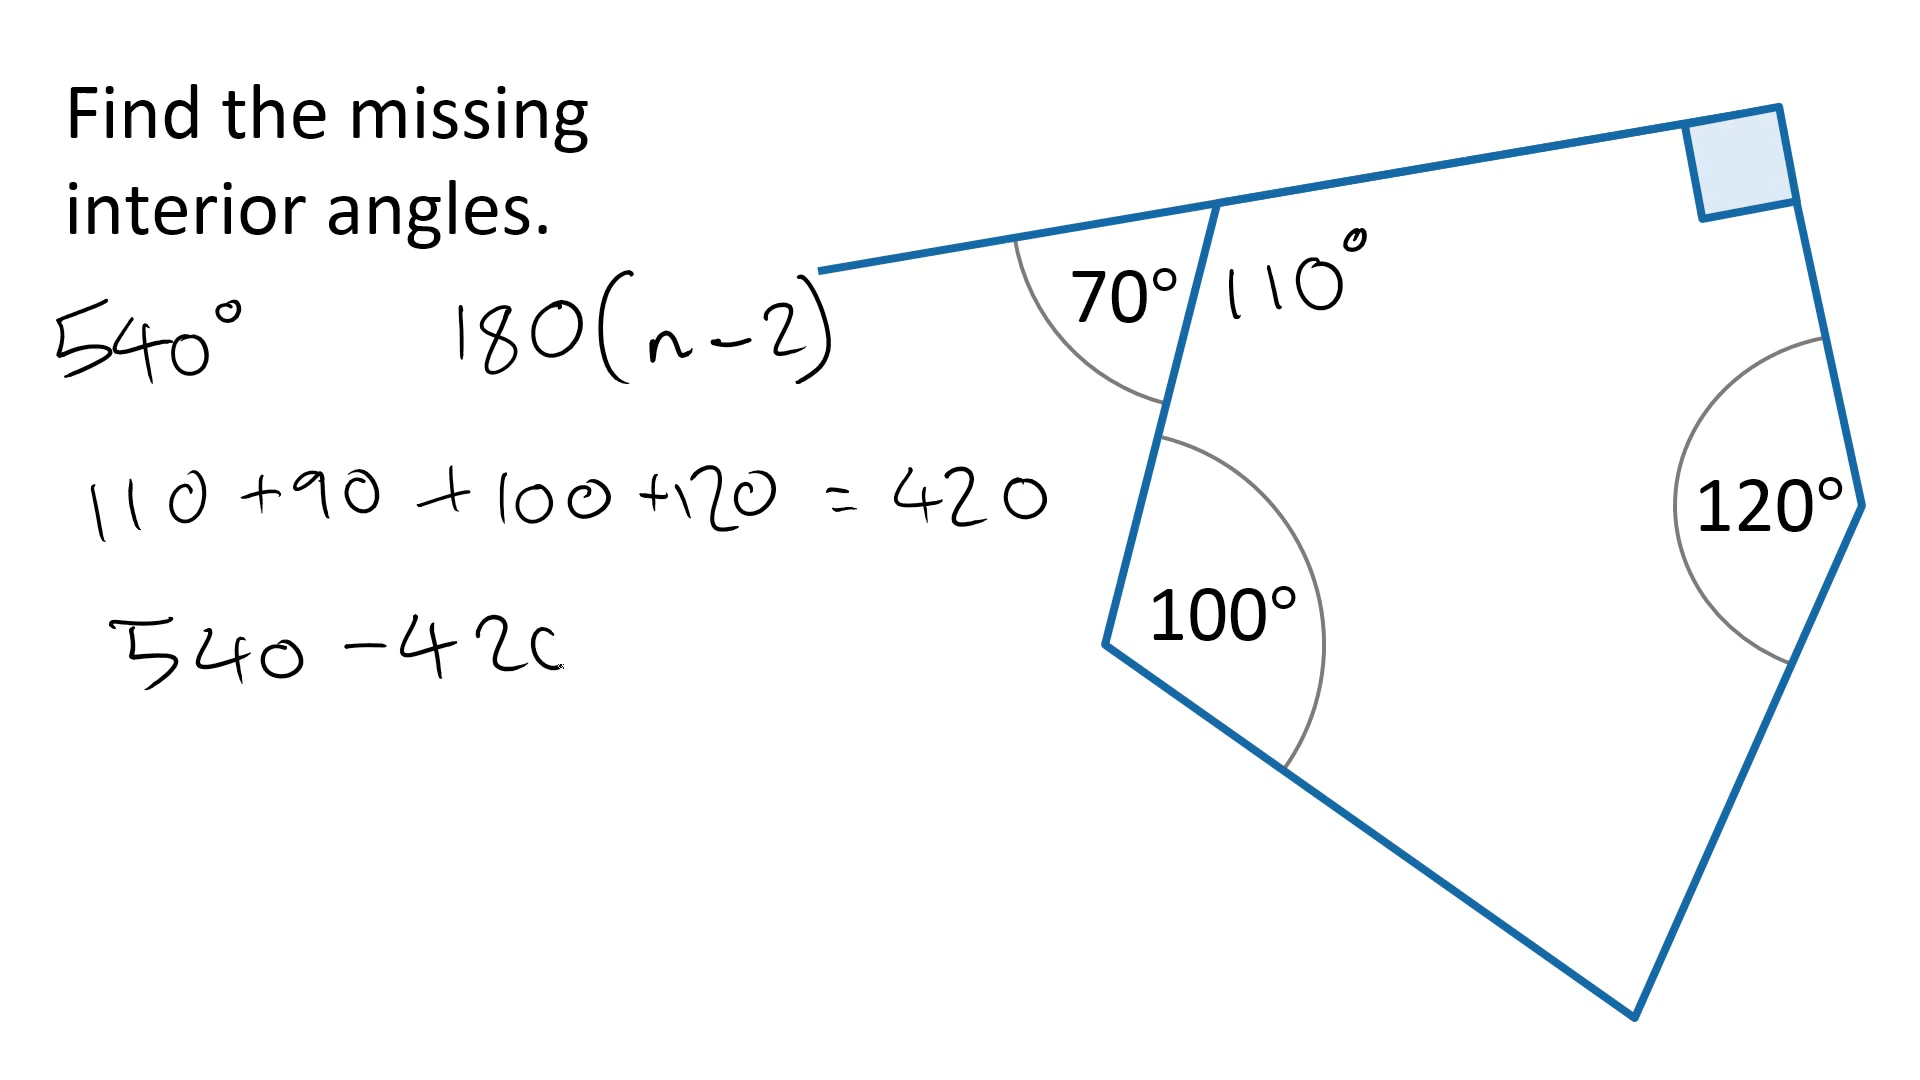 Find the missing
interior angles.
540° 180(n-2)
70° 110°
110 + 90 + 100 + 120 = 420
120°
100°
540 - 420